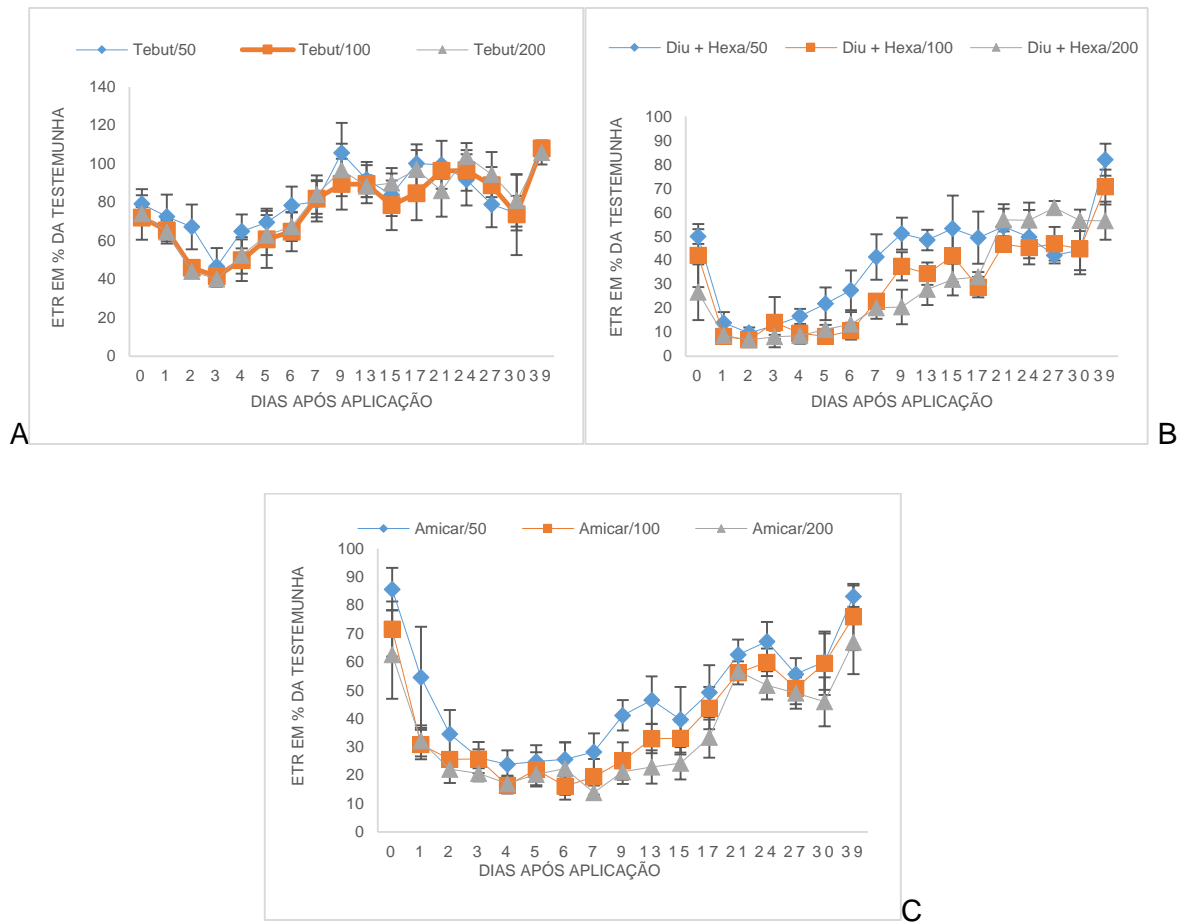 Tebut/50 Tebut/100 Tebut/200
ETR EM % DA TESTEMUNHA
140
120
100
80
60
40
20
0
0 1 2 3 4 5 6 7 9 13 15 17 21 24 27 30 39
DIAS APÓS APLICAÇÃO
A
Diu + Hexa/50 Diu + Hexa/100 Diu + Hexa/200
ETR EM % DA TESTEMUNHA
100
90
80
70
60
50
40
30
20
10
0
0 1 2 3 4 5 6 7 9 13 15 17 21 24 27 30 39
DIAS APÓS APLICAÇÃO
B
Amicar/50 Amicar/100 Amicar/200
ETR EM % DA TESTEMUNHA
100
90
80
70
60
50
40
30
20
10
0
0 1 2 3 4 5 6 7 9 13 15 17 21 24 27 30 39
DIAS APÓS APLICAÇÃO
C